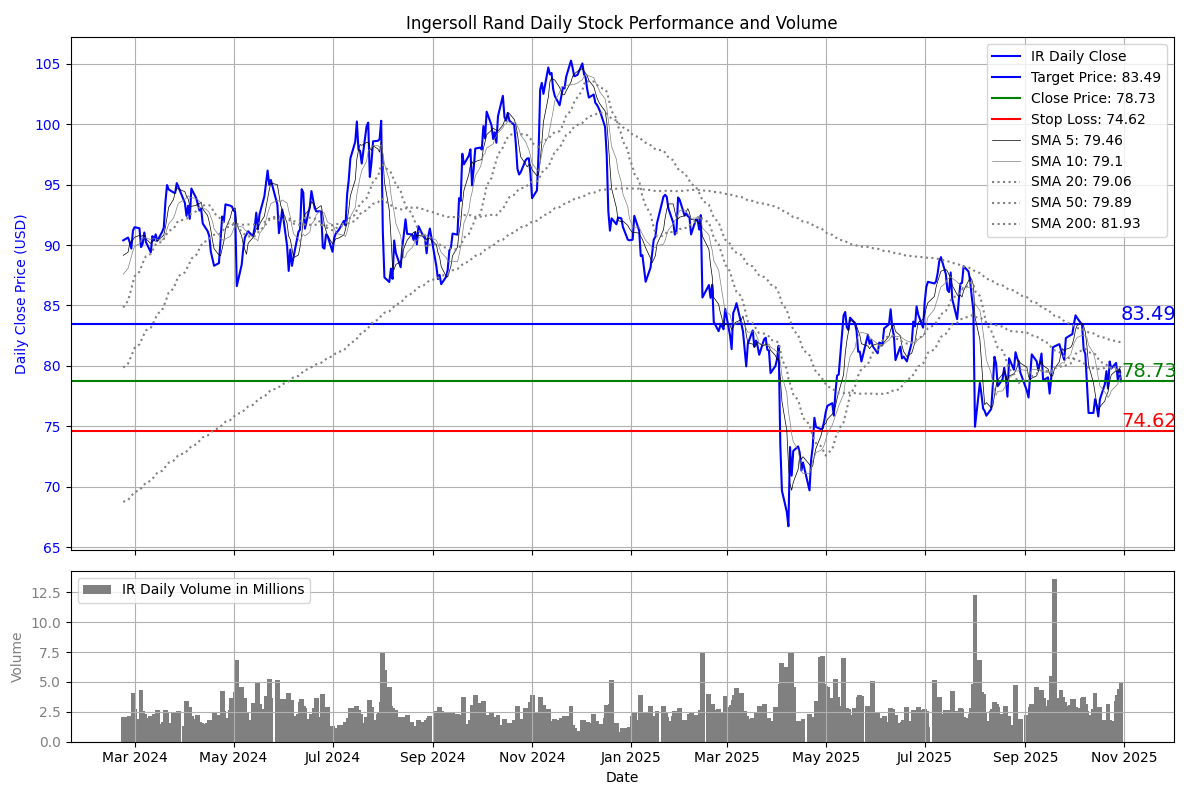 Ingersoll Rand Daily Stock Performance and Volume
Daily Close Price (USD)
105
100
95
90
85
80
75
70
65
IR Daily Close
Target Price: 83.49
Close Price: 78.73
Stop Loss: 74.62
SMA 5: 79.46
SMA 10: 79.1
SMA 20: 79.06
SMA 50: 79.89
SMA 200: 81.93
83.49
78.73
74.62
Volume
12.5
10.0
7.5
5.0
2.5
0.0
IR Daily Volume in Millions
Mar 2024 May 2024 Jul 2024 Sep 2024 Nov 2024 Jan 2025 Mar 2025 May 2025 Jul 2025 Sep 2025 Nov 2025
Date